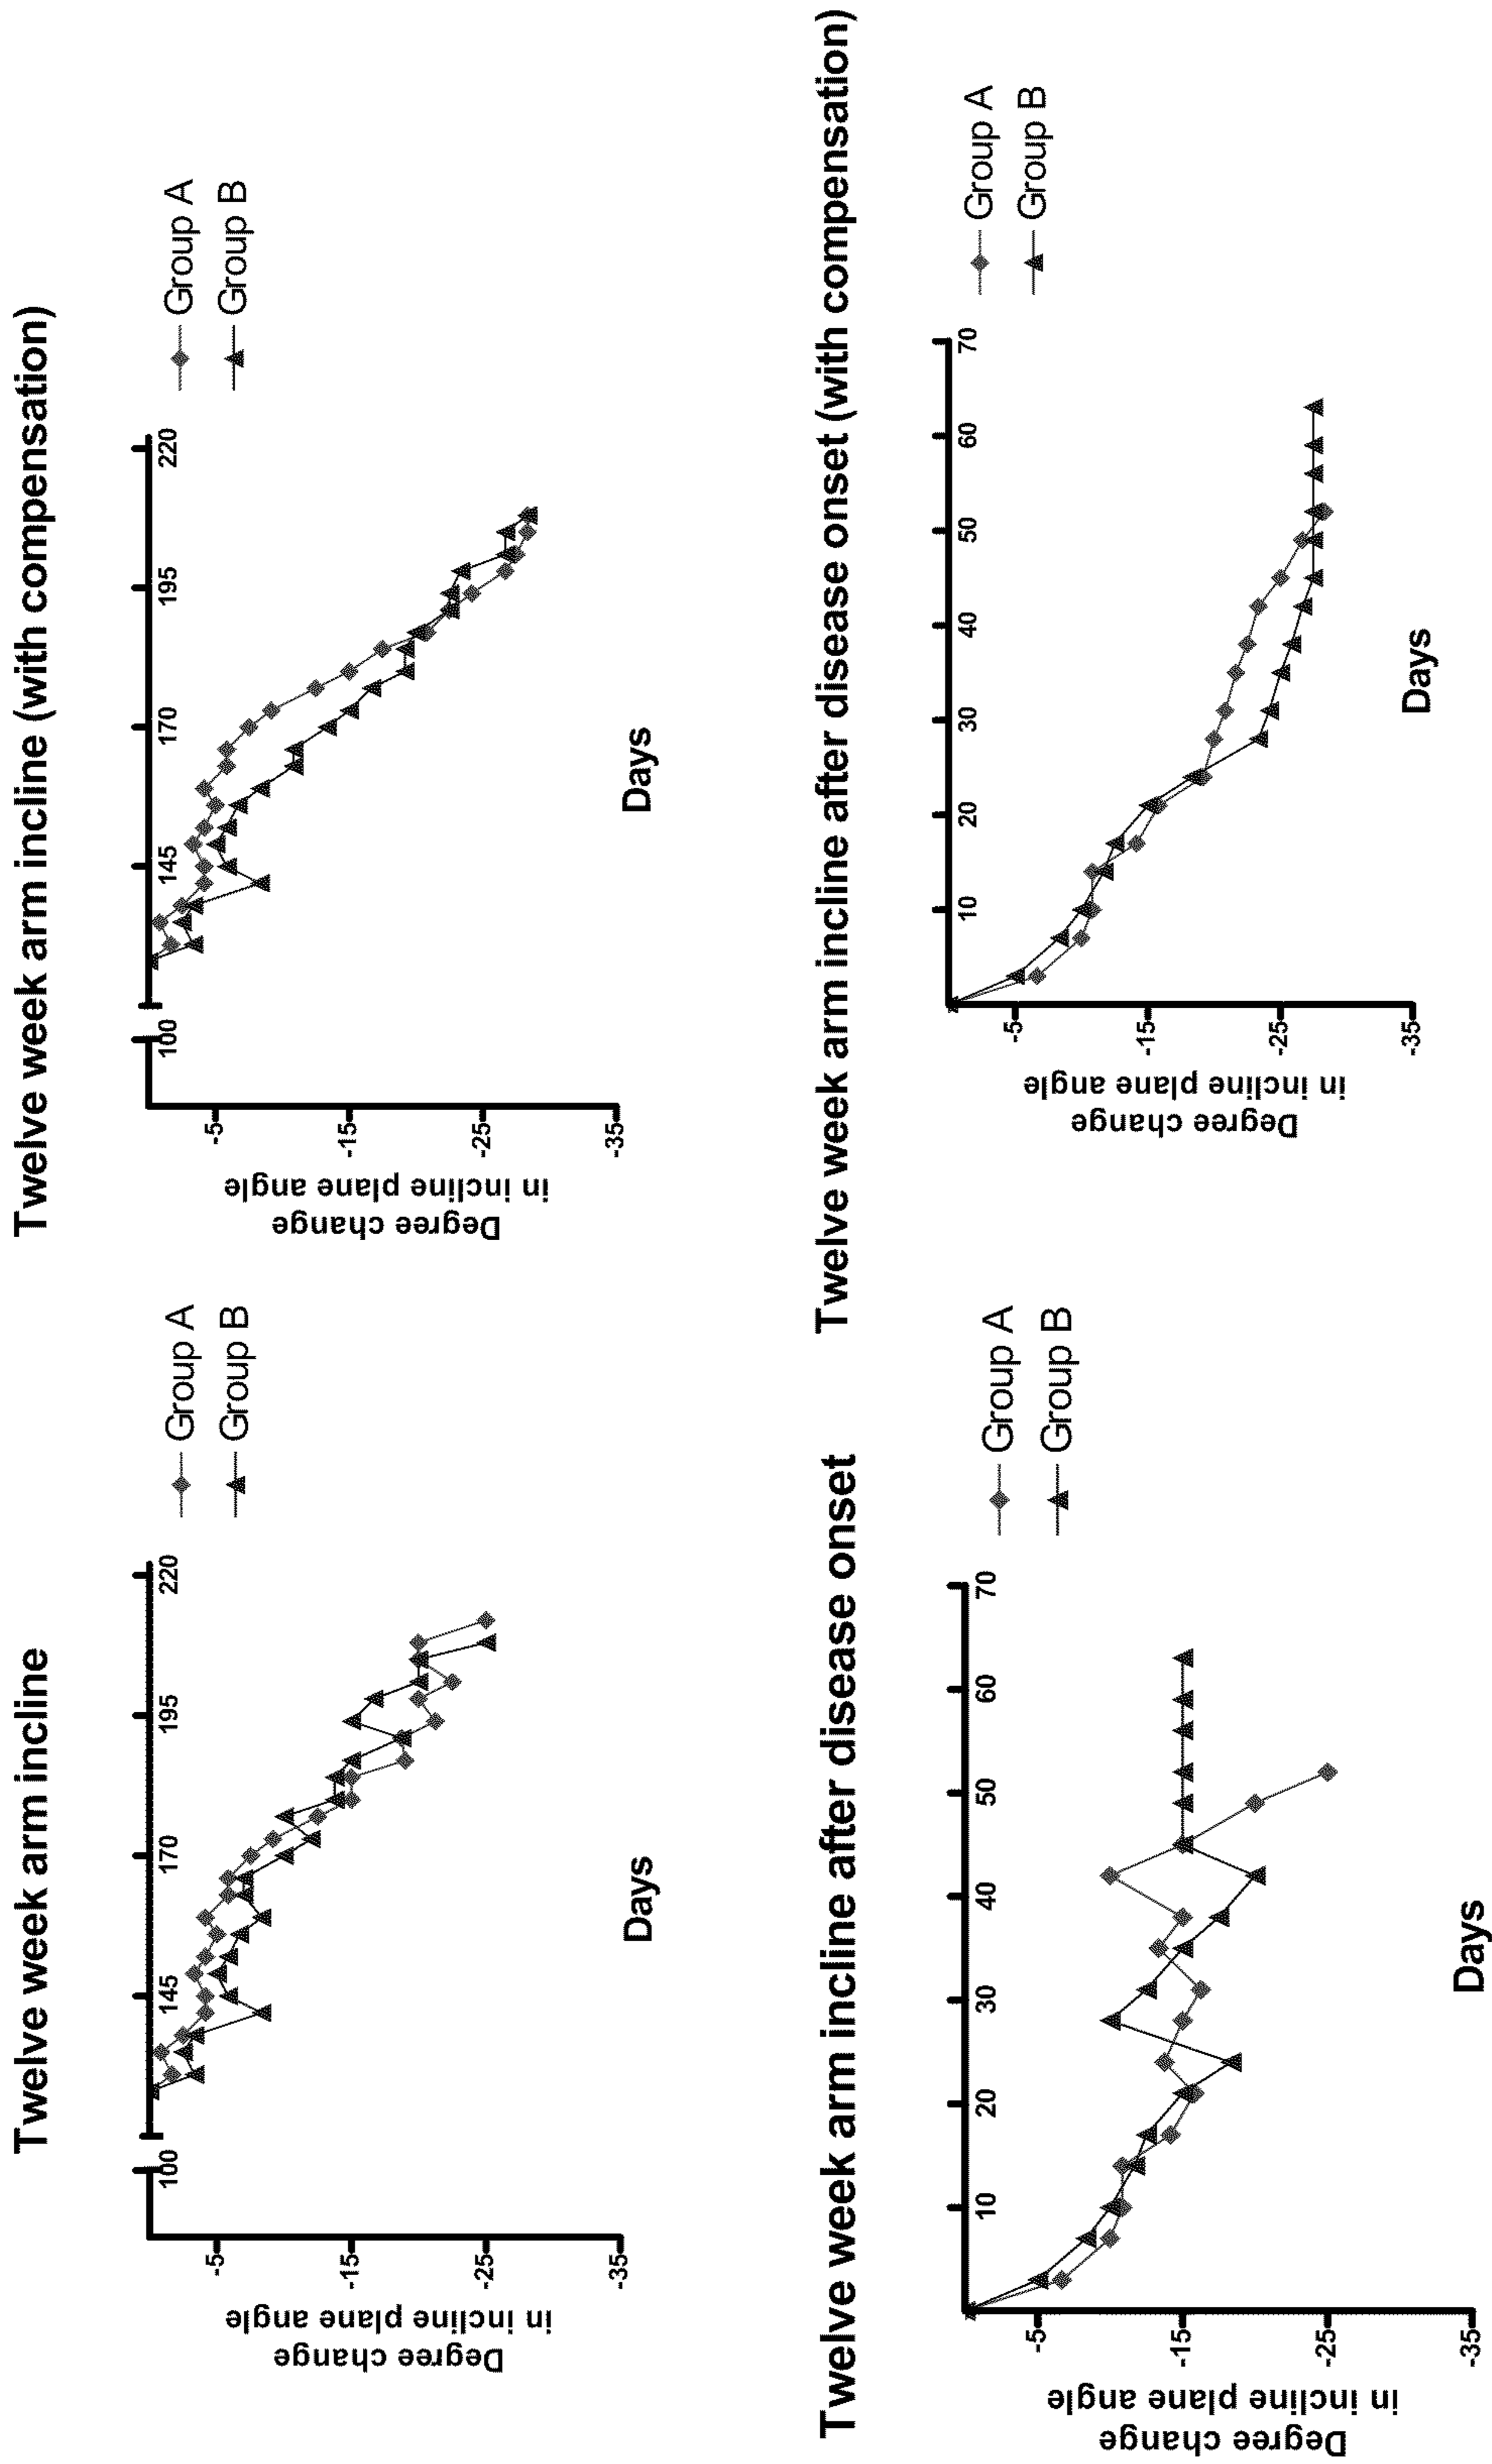 Twelve week arm incline
Group A
Group B
100
145
170
195
220
-5
-15
-25
-35
Degree change
in incline plane angle
Days
Twelve week arm incline (with compensation)
Group A
Group B
100
145
170
195
220
-5
-15
-25
-35
Degree change
in incline plane angle
Days
Twelve week arm incline after disease onset
Group A
Group B
10
20
30
40
50
60
70
-5
-15
-25
-35
Degree change
in incline plane angle
Days
Twelve week arm incline after disease onset (with compensation)
Group A
Group B
10
20
30
40
50
60
70
-5
-15
-25
-35
Degree change
in incline plane angle
Days